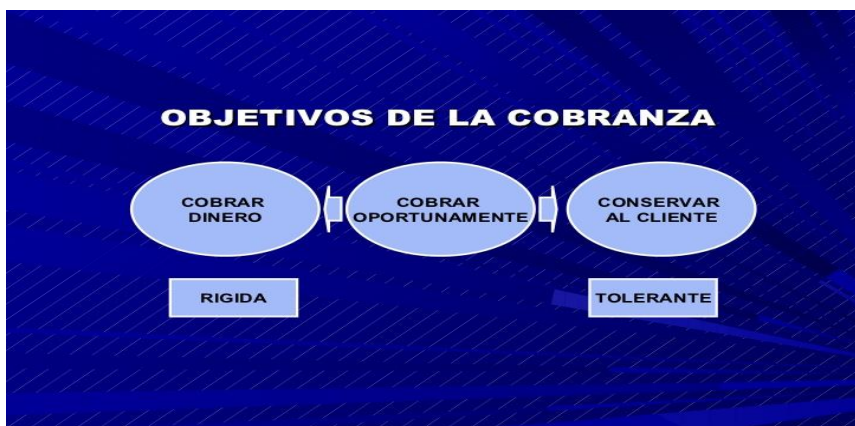 OBJETIVOS DE LA COBRANZA
COBRAR
DINERO
COBRAR
OPORTUNAMENTE
CONSERVAR
AL CLIENTE
RIGIDA
TOLERANTE